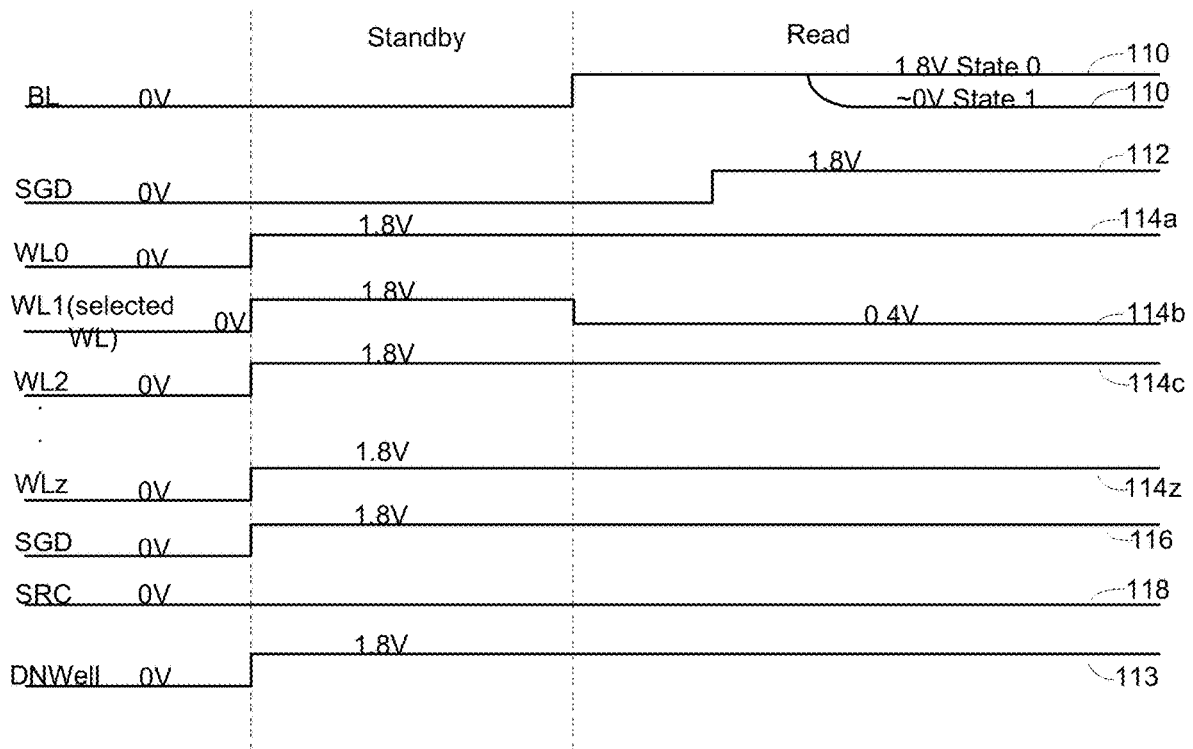 Standby Read
BL 0V 1.8V State 0 110
~0V State 1 110
SGD 0V 1.8V 112
WL0 0V 1.8V 114a
WL1(selected WL) 0V 1.8V 0.4V 114b
WL2 0V 1.8V 114c
.
.
.
WLz 0V 1.8V 114z
SGD 0V 1.8V 116
SRC 0V 118
DNWell 0V 1.8V 113